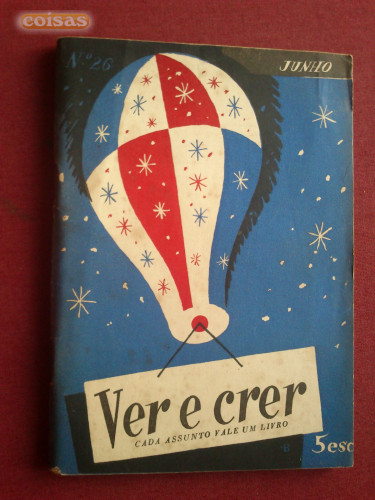 coisas
Nº 26
JUNHO
Ver e crer
CADA ASSUNTO VALE UM LIVRO
5esc